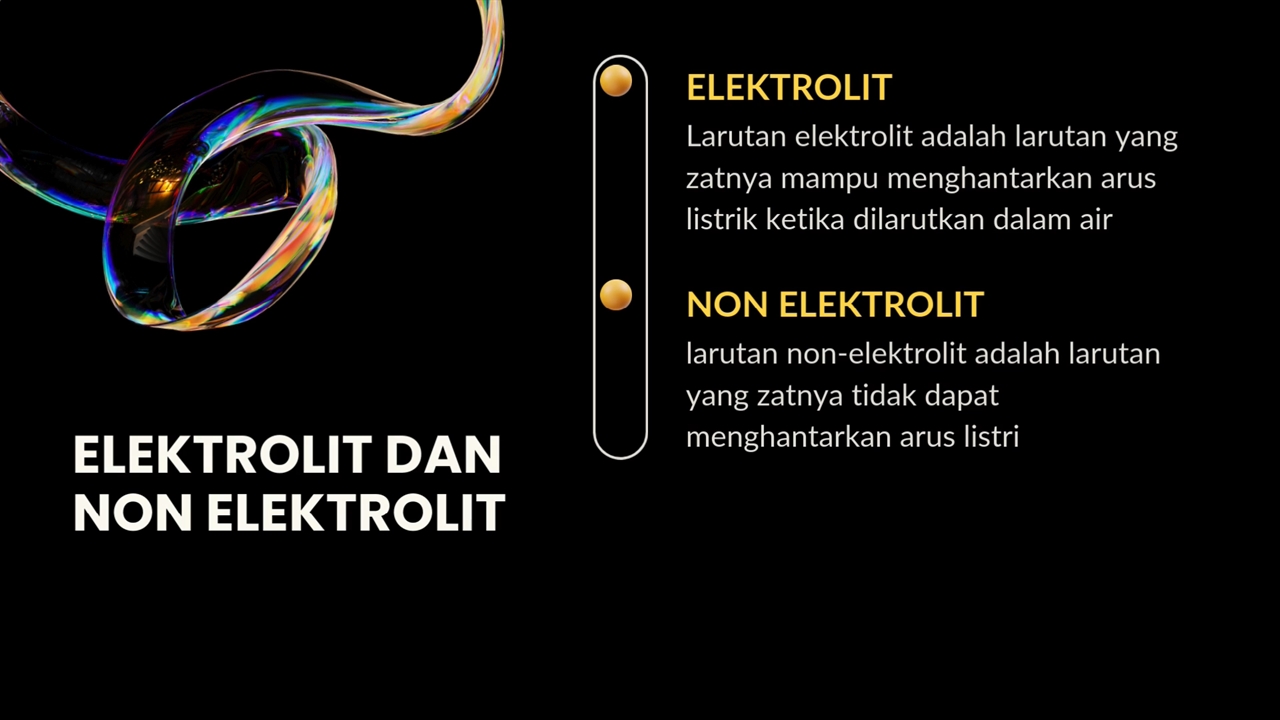 ELEKTROLIT DAN
NON ELEKTROLIT
ELEKTROLIT
Larutan elektrolit adalah larutan yang
zatnya mampu menghantarkan arus
listrik ketika dilarutkan dalam air
NON ELEKTROLIT
larutan non-elektrolit adalah larutan
yang zatnya tidak dapat
menghantarkan arus listri